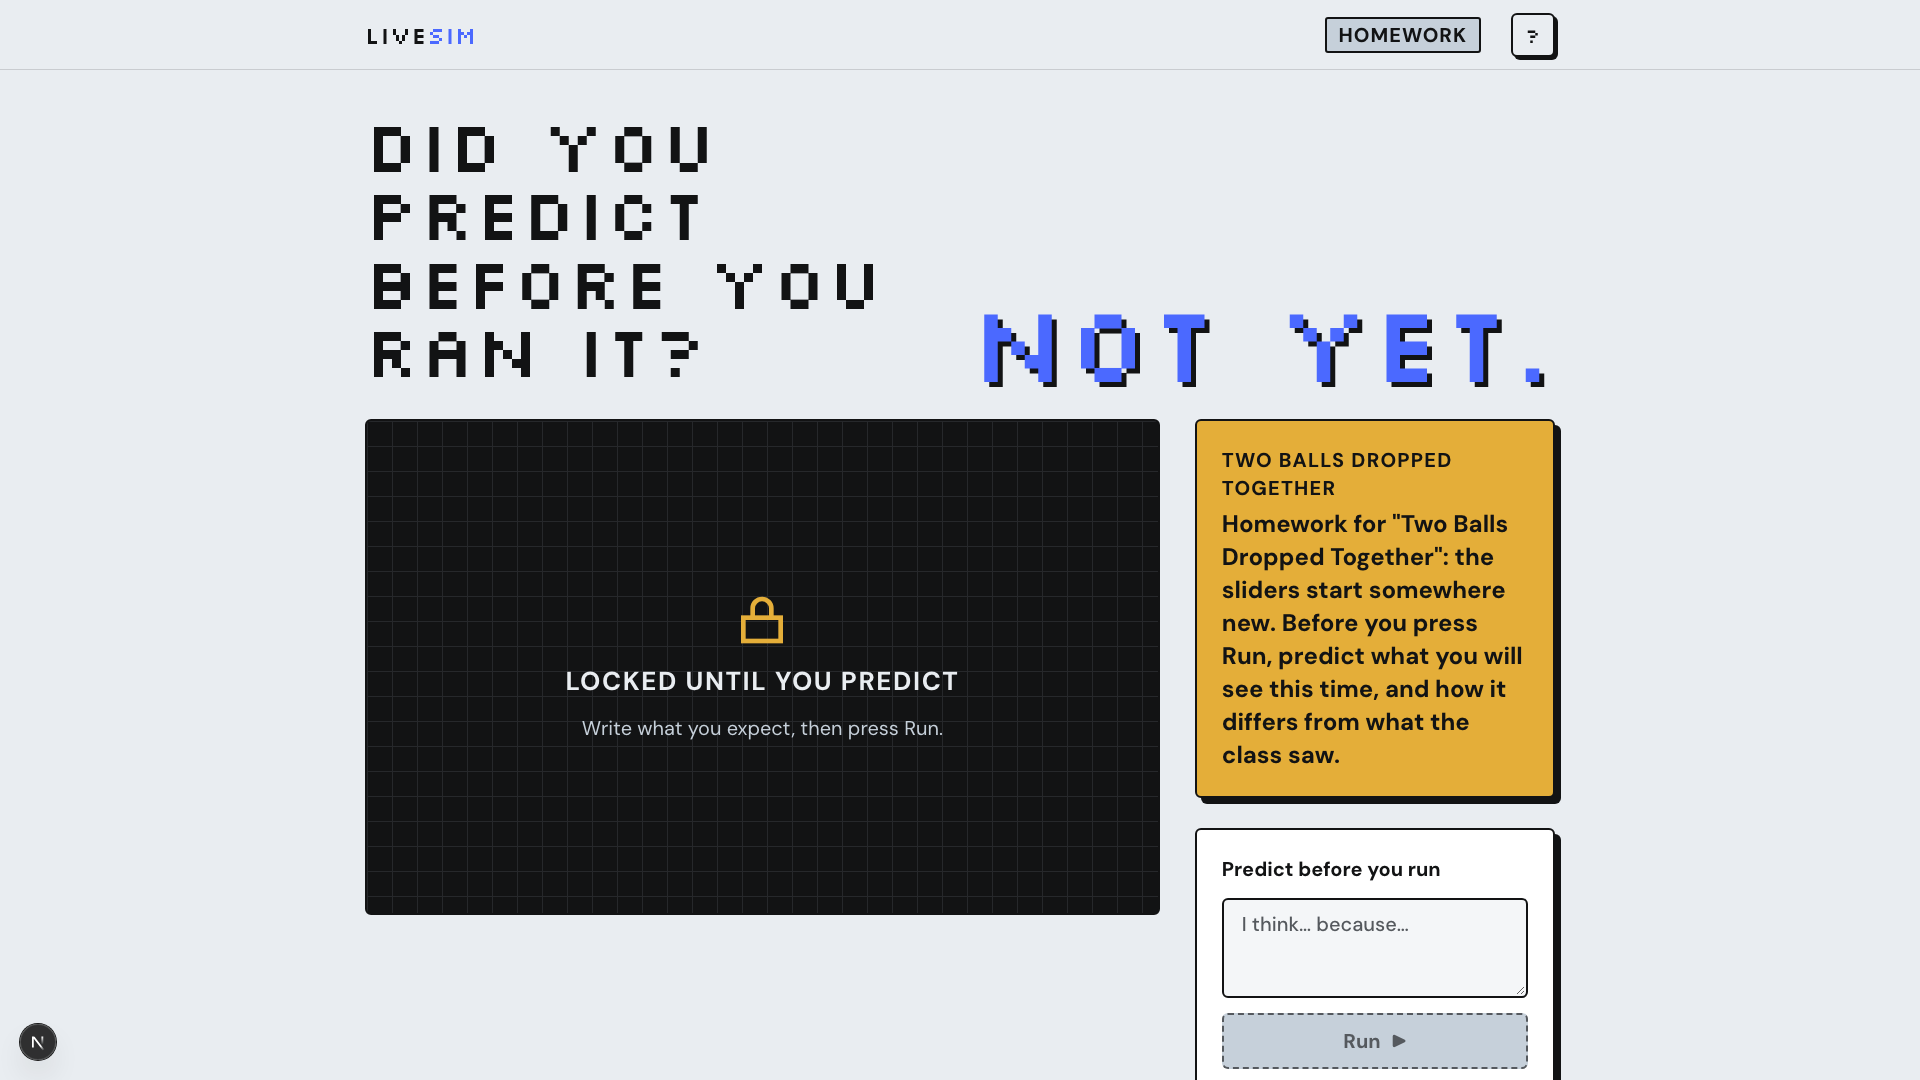 LIVESIM
HOMEWORK
?
DID YOU
PREDICT
BEFORE YOU
RAN IT?
NOT YET.
LOCKED UNTIL YOU PREDICT
Write what you expect, then press Run.
TWO BALLS DROPPED
TOGETHER
Homework for "Two Balls
Dropped Together": the
sliders start somewhere
new. Before you press
Run, predict what you will
see this time, and how it
differs from what the
class saw.
Predict before you run
I think... because...
Run
N